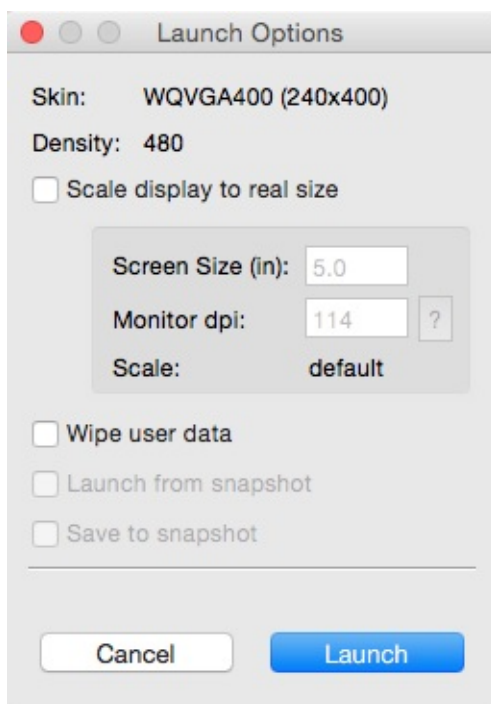 Launch Options
Skin: WQVGA400 (240x400)
Density: 480
Scale display to real size
Screen Size (in): 5.0
Monitor dpi: 114 ?
Scale: default
Wipe user data
Launch from snapshot
Save to snapshot
Cancel Launch